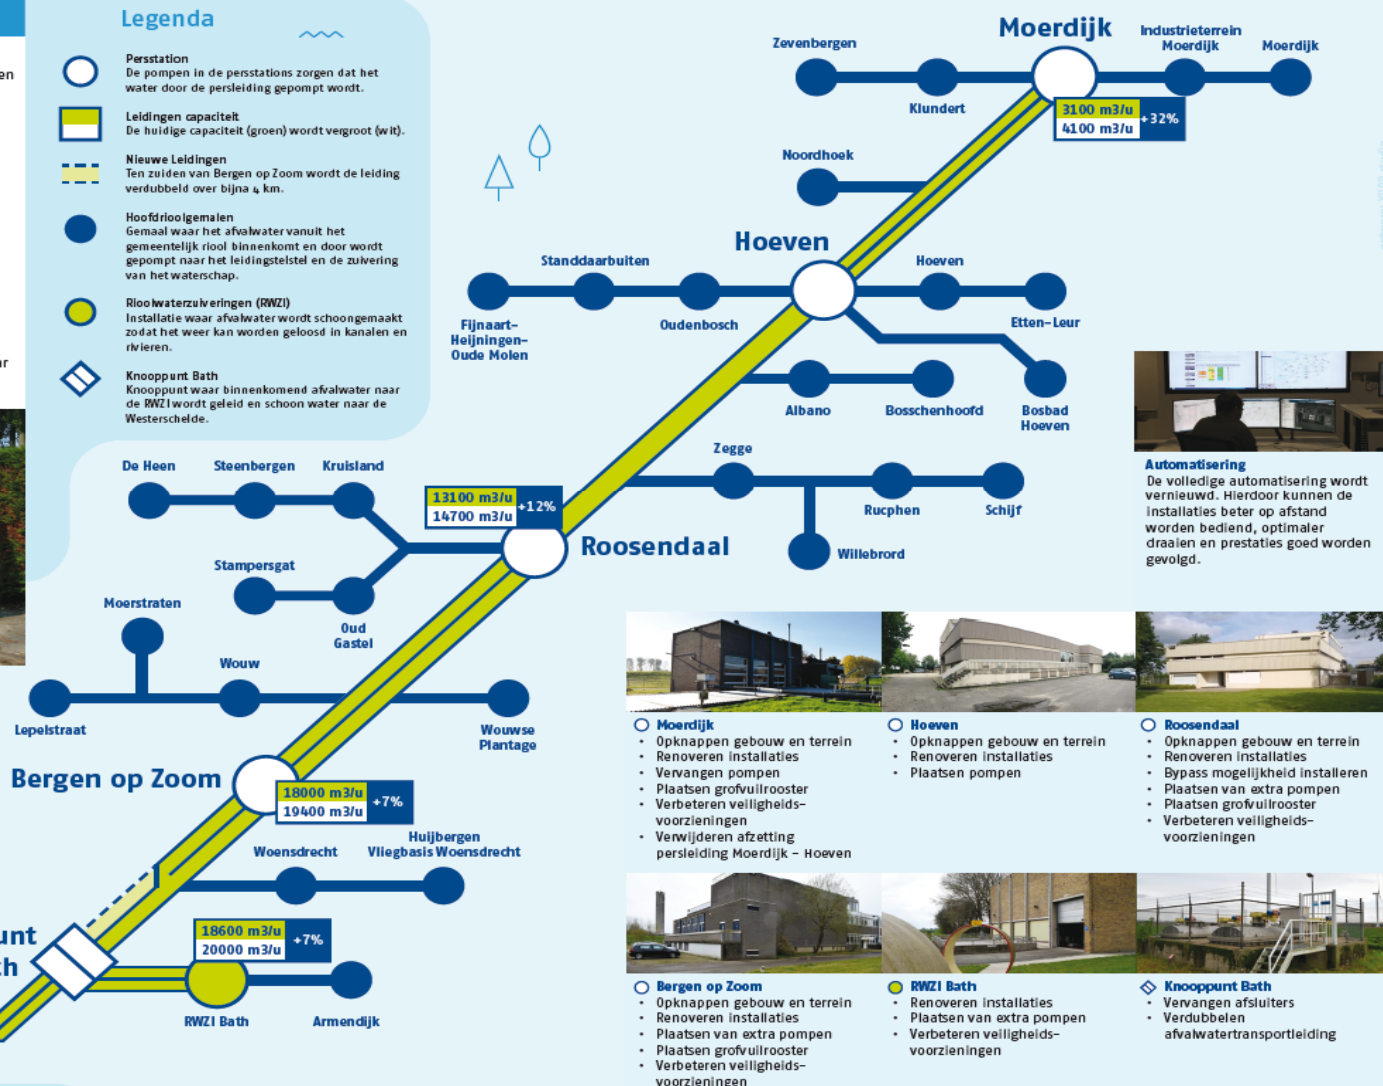 Legenda
Persstation
De pompen in de persstations zorgen dat het
water door de persleiding gepompt wordt.
Leidingen capaciteit
De huidige capaciteit (groen) wordt vergroot (wit).
Nieuwe Leidingen
Ten zuiden van Bergen op Zoom wordt de leiding
verdubbeld over bijna 4 km.
Hoofdrioolgemalen
Gemaal waar het afvalwater vanuit het
gemeentelijk riool binnenkomt en door wordt
gepompt naar het leidingstelstel en de zuivering
van het waterschap.
Rioolwaterzuiveringen (RWZI)
Installatie waar afvalwater wordt schoongemaakt
zodat het weer kan worden geloosd in kanalen en
rivieren.
Knooppunt Bath
Knooppunt waar binnenkomend afvalwater naar
de RWZI wordt geleid en schoon water naar de
Westerschelde.
en
Moerdijk
Zevenbergen
Industrieterrein
Moerdijk
Moerdijk
Klundert
3100 m3/u
4100 m3/u
+32%
Noordhoek
Hoeven
Standdaarbuiten
Hoeven
Fijnaart-
Heijningen-
Oude Molen
Oudenbosch
Etten-Leur
Albano
Bosschenhoofd
Bosbad
Hoeven
Zegge
De Heen
Steenbergen
Kruisland
13100 m3/u
14700 m3/u
+12%
Rucphen
Schijf
Roosendaal
Willebrord
Stampersgat
Moerstraten
Oud
Gastel
Wouw
Lepelstraat
Wouwse
Plantage
Bergen op Zoom
18000 m3/u
19400 m3/u
+7%
Woensdrecht
Huijbergen
Vliegbasis Woensdrecht
18600 m3/u
20000 m3/u
+7%
RWZI Bath
Armendijk
Automatisering
De volledige automatisering wordt
vernieuwd. Hierdoor kunnen de
installaties beter op afstand
worden bediend, optimaler
draaien en prestaties goed worden
gevolgd.
Moerdijk
• Opknappen gebouw en terrein
• Renoveren installaties
• Vervangen pompen
• Plaatsen grofvuilrooster
• Verbeteren veiligheids-
voorzieningen
• Verwijderen afzetting
persleiding Moerdijk - Hoeven
Hoeven
• Opknappen gebouw en terrein
• Renoveren installaties
• Plaatsen pompen
Roosendaal
• Opknappen gebouw en terrein
• Renoveren installaties
• Bypass mogelijkheid installeren
• Plaatsen van extra pompen
• Plaatsen grofvuilrooster
• Verbeteren veiligheids-
voorzieningen
Bergen op Zoom
• Opknappen gebouw en terrein
• Renoveren installaties
• Plaatsen van extra pompen
• Plaatsen grofvuilrooster
• Verbeteren veiligheids-
voorzieningen
RWZI Bath
• Renoveren installaties
• Plaatsen van extra pompen
• Verbeteren veiligheids-
voorzieningen
Knooppunt Bath
• Vervangen afsluiters
• Verdubbelen
afvalwatertransportleiding